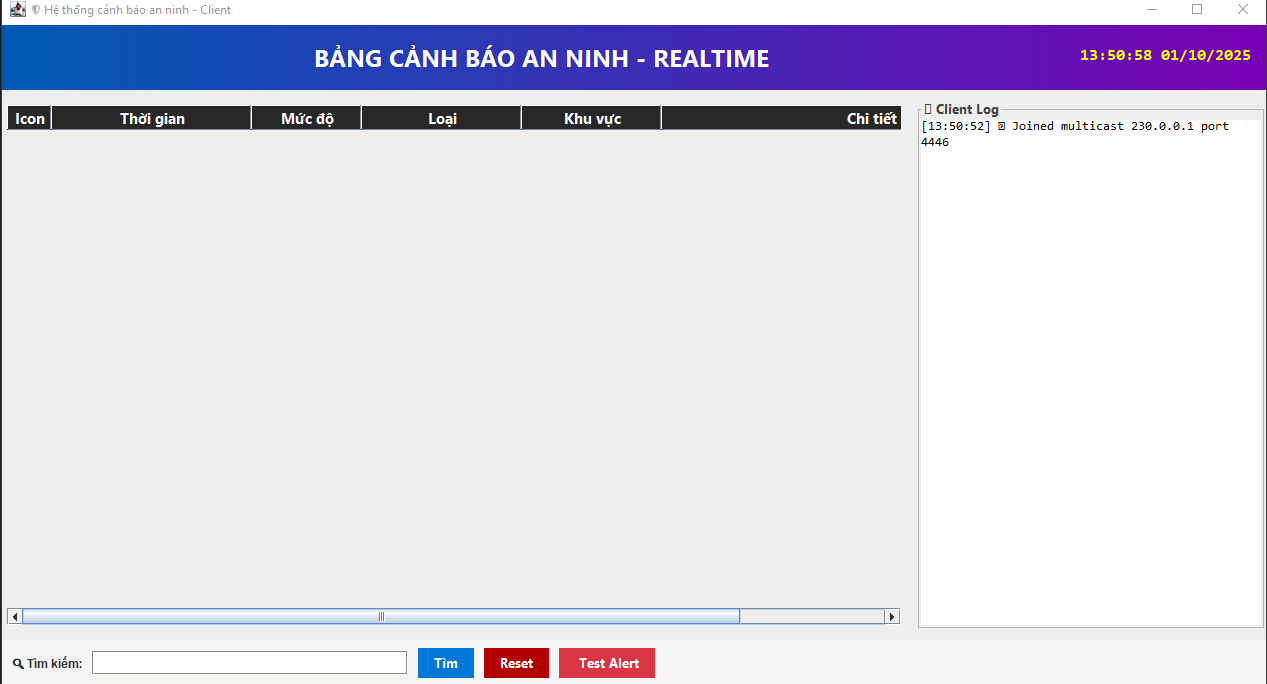 Hệ thống cảnh báo an ninh - Client
BẢNG CẢNH BÁO AN NINH - REALTIME
13:50:58 01/10/2025
Icon Thời gian Mức độ Loại Khu vực Chi tiết
Client Log
[13:50:52] Joined multicast 230.0.0.1 port
4446
Tìm kiếm: Tìm Reset Test Alert